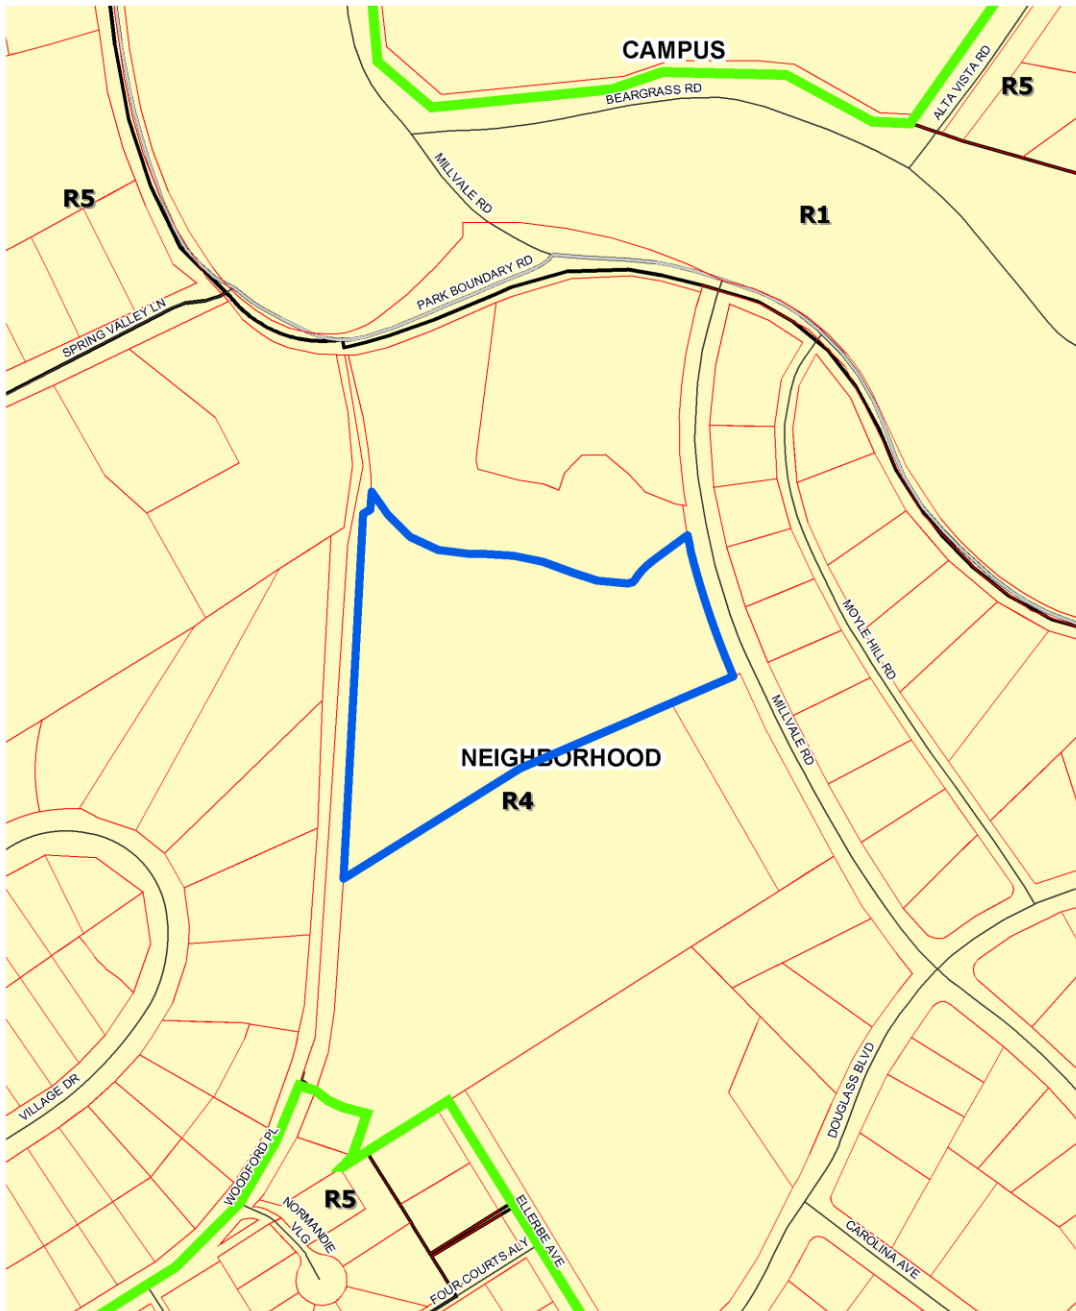 CAMPUS
BEARGRASS RD
ALTA VISTA RD
R5
MILLVALE RD
R5
R1
PARK BOUNDARY RD
SPRING VALLEY LN
MOYLE HILL RD
MILLVALE RD
NEIGHBORHOOD
R4
VILLAGE DR
DOUGLASS BLVD
WOODFORD PL
R5
NORMANDIE
VLG
ELLERBE AVE
FOUR COURTS ALY
CAROLINA AVE